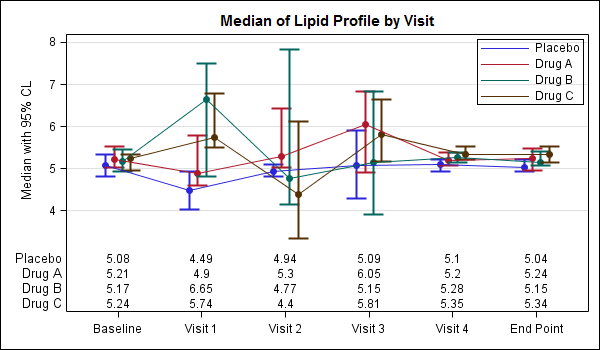 Median of Lipid Profile by Visit
Placebo
Drug A
Drug B
Drug C
Median with 95% CL
8
7
6
5
4
Placebo 5.08 4.49 4.94 5.09 5.1 5.04
Drug A 5.21 4.9 5.3 6.05 5.2 5.24
Drug B 5.17 6.65 4.77 5.15 5.28 5.15
Drug C 5.24 5.74 4.4 5.81 5.35 5.34
Baseline Visit 1 Visit 2 Visit 3 Visit 4 End Point